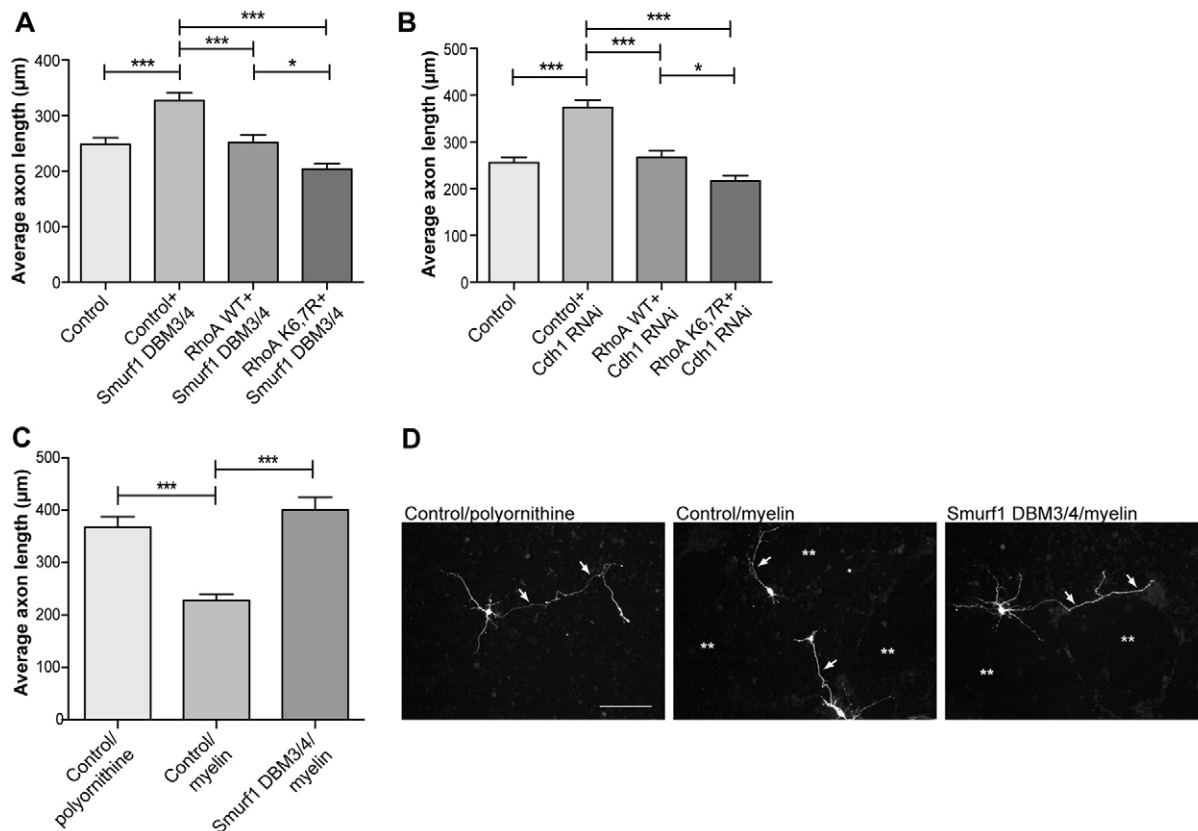 A
Average axon length (µm)
400
300
200
100
0
***
***
***
*
Control
Control+
Smurf1 DBM3/4
RhoA WT+
Smurf1 DBM3/4
RhoA K6,7R+
Smurf1 DBM3/4
B
Average axon length (µm)
500
400
300
200
100
0
***
***
***
*
Control
Control+
Cdh1 RNAi
RhoA WT+
Cdh1 RNAi
RhoA K6,7R+
Cdh1 RNAi
C
Average axon length (µm)
500
400
300
200
100
0
***
***
Control/
polyornithine
Control/
myelin
Smurf1 DBM3/4/
myelin
D
Control/polyornithine
Control/myelin
**
**
**
Smurf1 DBM3/4/myelin
**
**